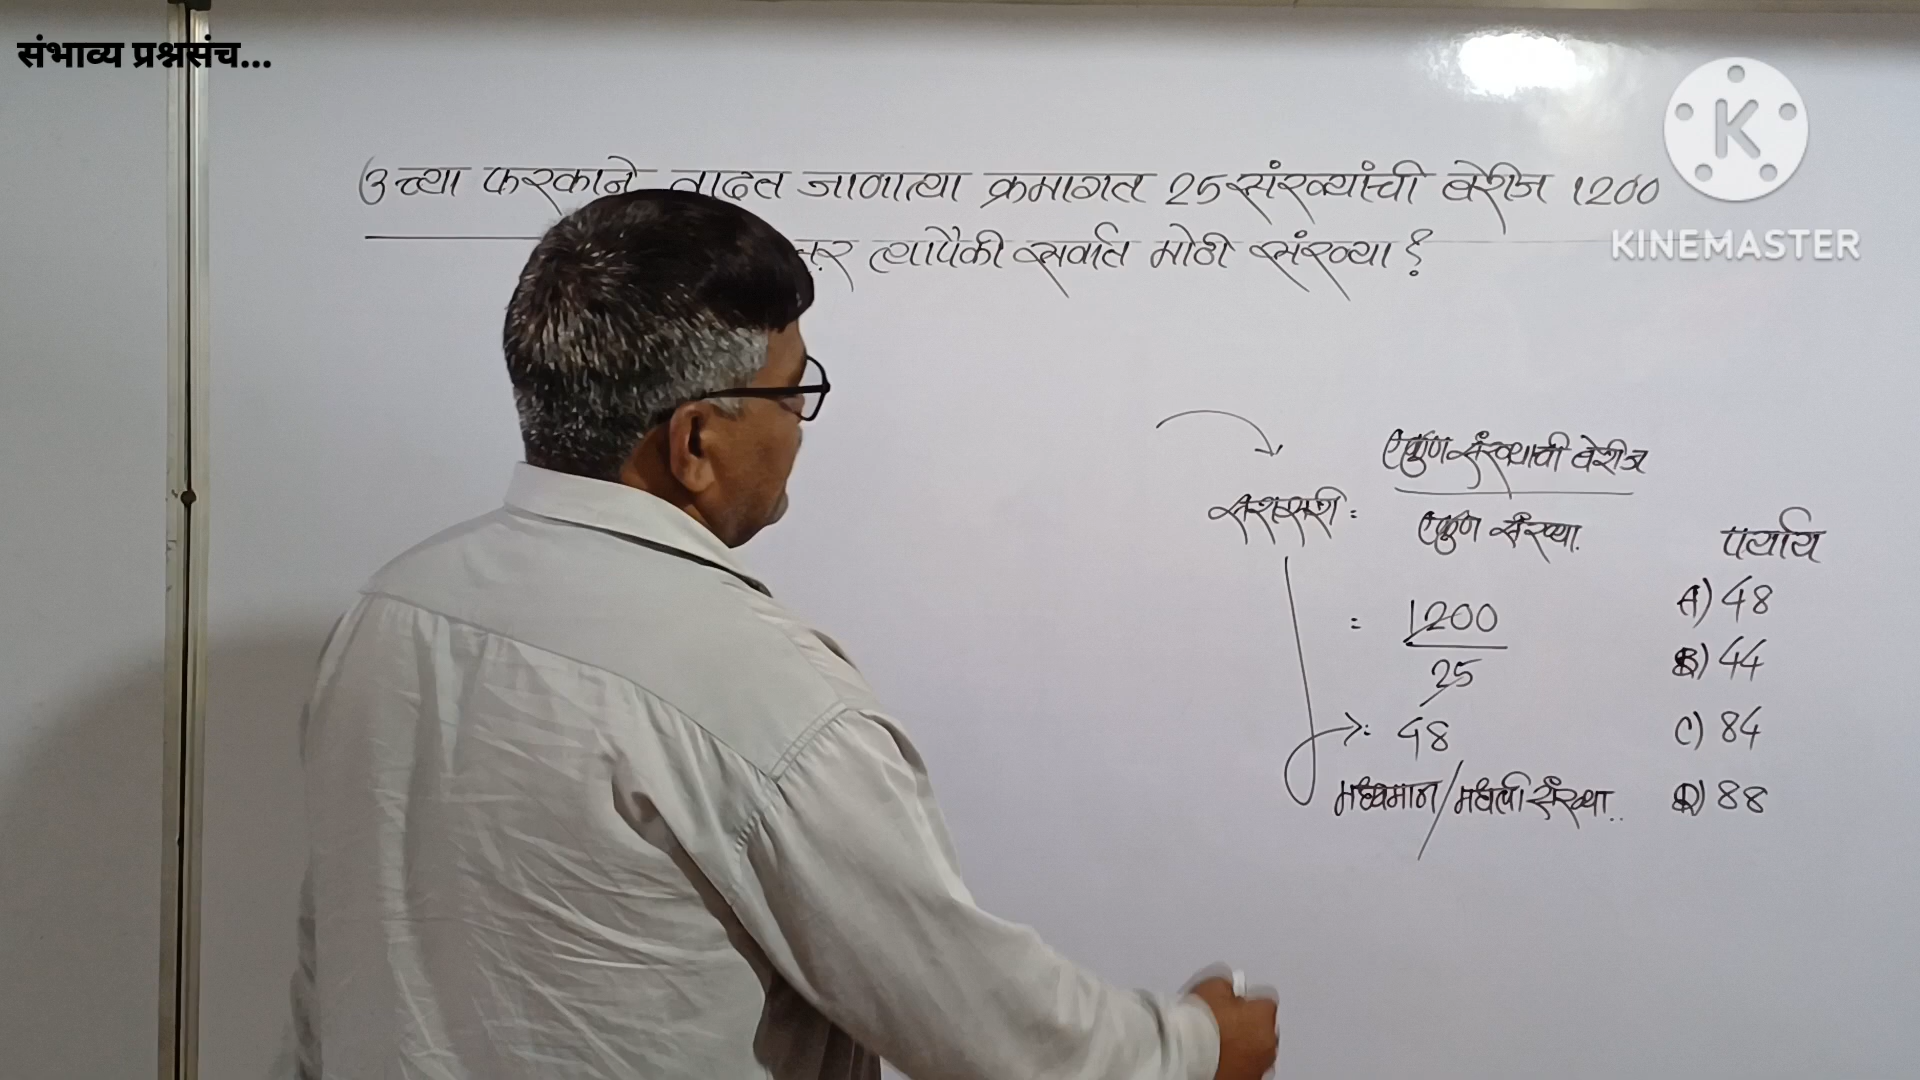 संभाव्य प्रश्नसंच...
3 च्या फरकाने वाढत जाणाऱ्या क्रमागत 25 संख्यांची बेरीज 1200
तर त्यापैकी सर्वात मोठी संख्या ?
KINEMASTER
एकुण संख्याची बेरीज
सरासरी = एकुण संख्या.
= 1200
25
= 48
मध्यमान / मधली संख्या..
पर्याय
A) 48
B) 44
C) 84
D) 88